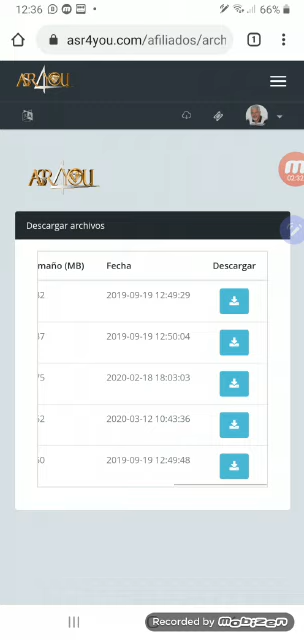 12:36
66%
asr4you.com/afiliados/arch
1
ASR4YOU
ASR4YOU
02:32
Descargar archivos
maño (MB) Fecha Descargar
2019-09-19 12:49:29
2019-09-19 12:50:04
2020-02-18 18:03:03
2020-03-12 10:43:36
2019-09-19 12:49:48
Recorded by mobizen